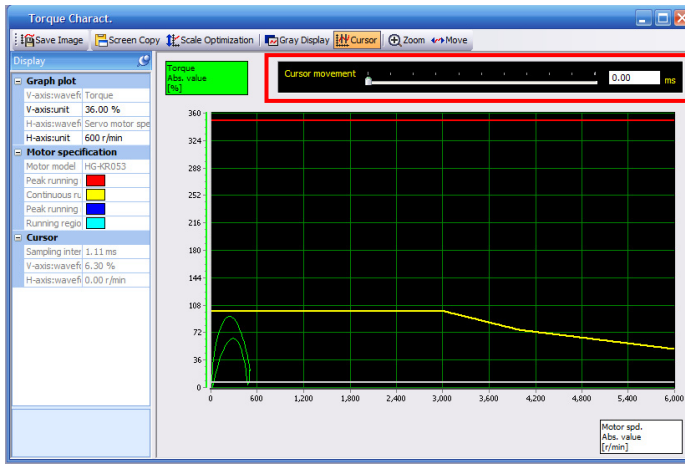 Torque Charact.
Save Image Screen Copy Scale Optimization Gray Display Cursor Zoom Move
Display
Graph plot
V-axis:wavefo Torque
V-axis:unit 36.00 %
H-axis:wavefo Servo motor spe
H-axis:unit 600 r/min
Motor specification
Motor model HG-KR053
Peak running
Continuous ru
Peak running
Running regio
Cursor
Sampling inter 1.11 ms
V-axis:wavefo 6.30 %
H-axis:wavefo 0.00 r/min
Torque
Abs. value
[%]
Cursor movement 0.00 ms
360
324
288
252
216
180
144
108
72
36
0
0 600 1,200 1,800 2,400 3,000 3,600 4,200 4,800 5,400 6,000
Motor spd.
Abs. value
[r/min]